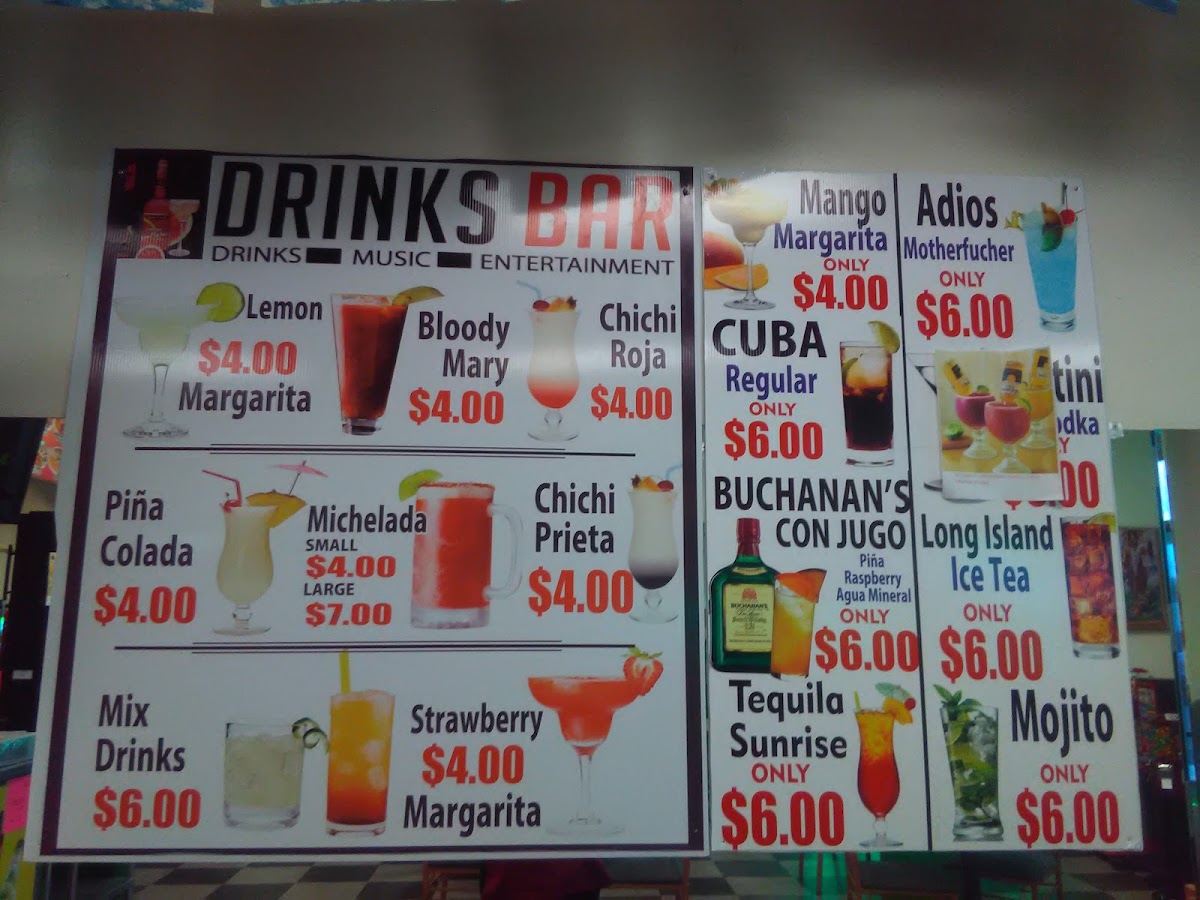 DRINKS BAR
DRINKS MUSIC ENTERTAINMENT
Lemon
$4.00
Margarita
Bloody
Mary
$4.00
Chichi
Roja
$4.00
Piña
Colada
$4.00
Michelada
SMALL
$4.00
LARGE
$7.00
Chichi
Prieta
$4.00
Mix
Drinks
$6.00
Strawberry
$4.00
Margarita
Mango
Margarita
ONLY
$4.00
CUBA
Regular
ONLY
$6.00
BUCHANAN'S
CON JUGO
Piña
Raspberry
Agua Mineral
ONLY
$6.00
BUCHANAN'S
Tequila
Sunrise
ONLY
$6.00
Adios
Motherfucher
ONLY
$6.00
tini
odka
Y
00
Long Island
Ice Tea
ONLY
$6.00
Mojito
ONLY
$6.00